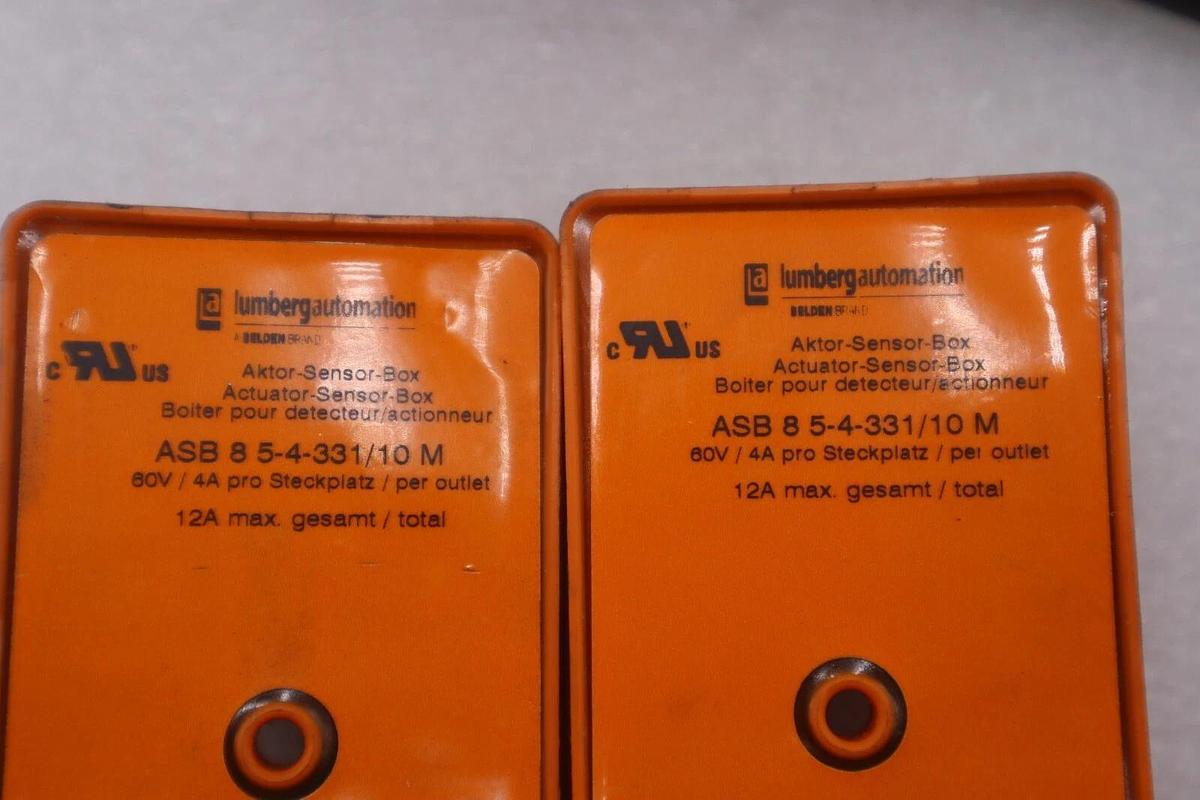 a lumbergautomation
A BELDEN BRAND
c RU US
Aktor-Sensor-Box
Actuator-Sensor-Box
Boiter pour detecteur/actionneur
ASB 8 5-4-331/10 M
60V / 4A pro Steckplatz / per outlet
12A max. gesamt / total
a lumbergautomation
BELDEN BRAND
c RU US
Aktor-Sensor-Box
Actuator-Sensor-Box
Boiter pour detecteur/actionneur
ASB 8 5-4-331/10 M
60V / 4A pro Steckplatz / per outlet
12A max. gesamt / total